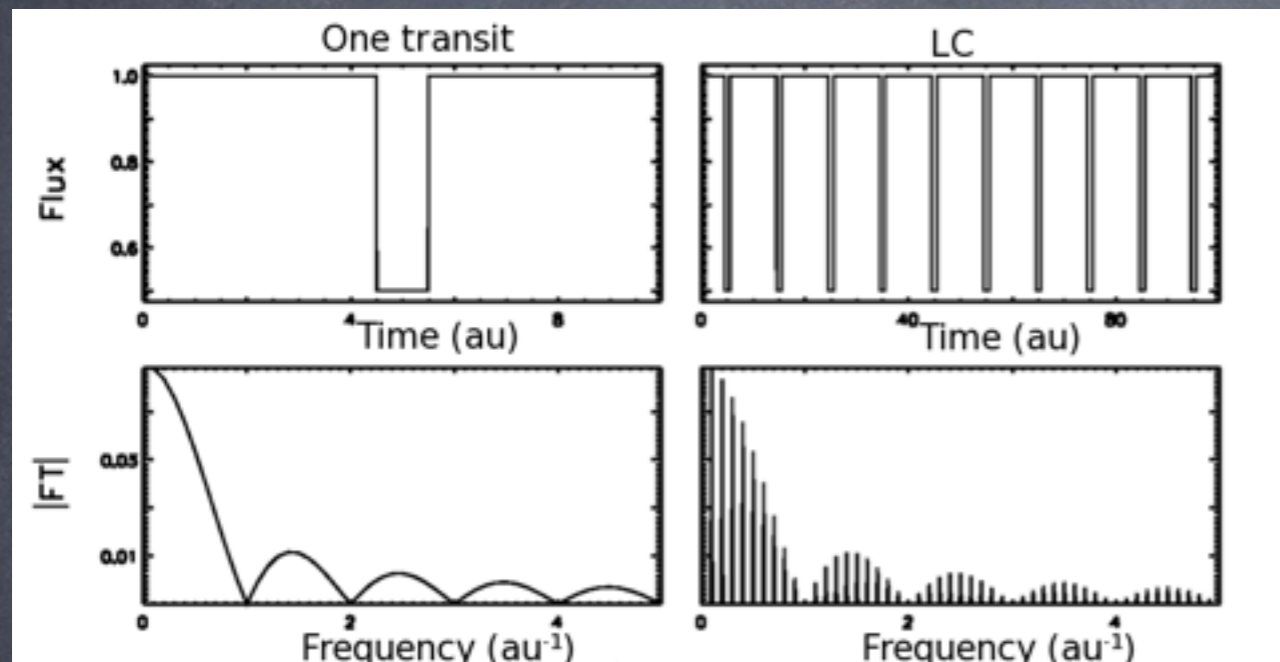 One transit
LC
Flux
1.0
0.8
0.6
0 4 8
Time (au)
0 40 80
Time (au)
|FT|
0.03
0.01
0 2 4
Frequency (au⁻¹)
0 2 4
Frequency (au⁻¹)